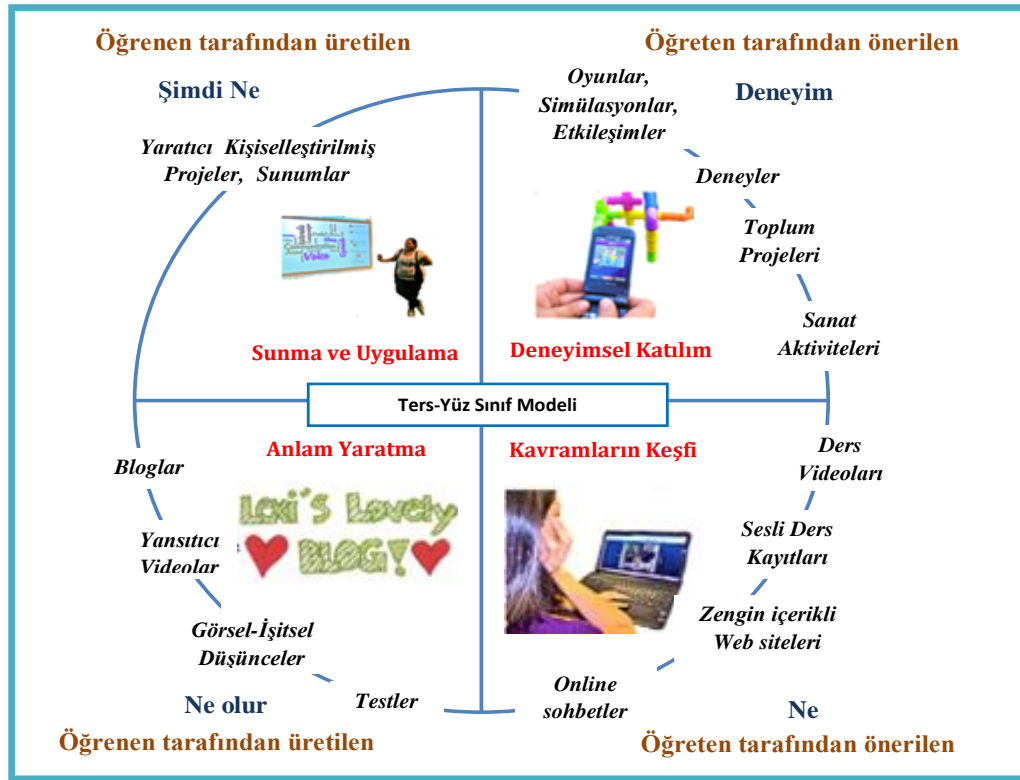 Öğrenen tarafından üretilen
Öğreten tarafından önerilen
Şimdi Ne
Deneyim
Oyunlar,
Simülasyonlar,
Etkileşimler
Yaratıcı Kişiselleştirilmiş
Projeler, Sunumlar
Deneyler
Toplum
Projeleri
Sanat
Aktiviteleri
Voice
Sunma ve Uygulama
Deneyimsel Katılım
Ters-Yüz Sınıf Modeli
Anlam Yaratma
Kavramların Keşfi
Bloglar
Ders
Videoları
Lexi's Lovely
BLOG!
Yansıtıcı
Videolar
Sesli Ders
Kayıtları
Zengin içerikli
Web siteleri
Görsel-İşitsel
Düşünceler
Testler
Online
sohbetler
Ne olur
Ne
Öğrenen tarafından üretilen
Öğreten tarafından önerilen